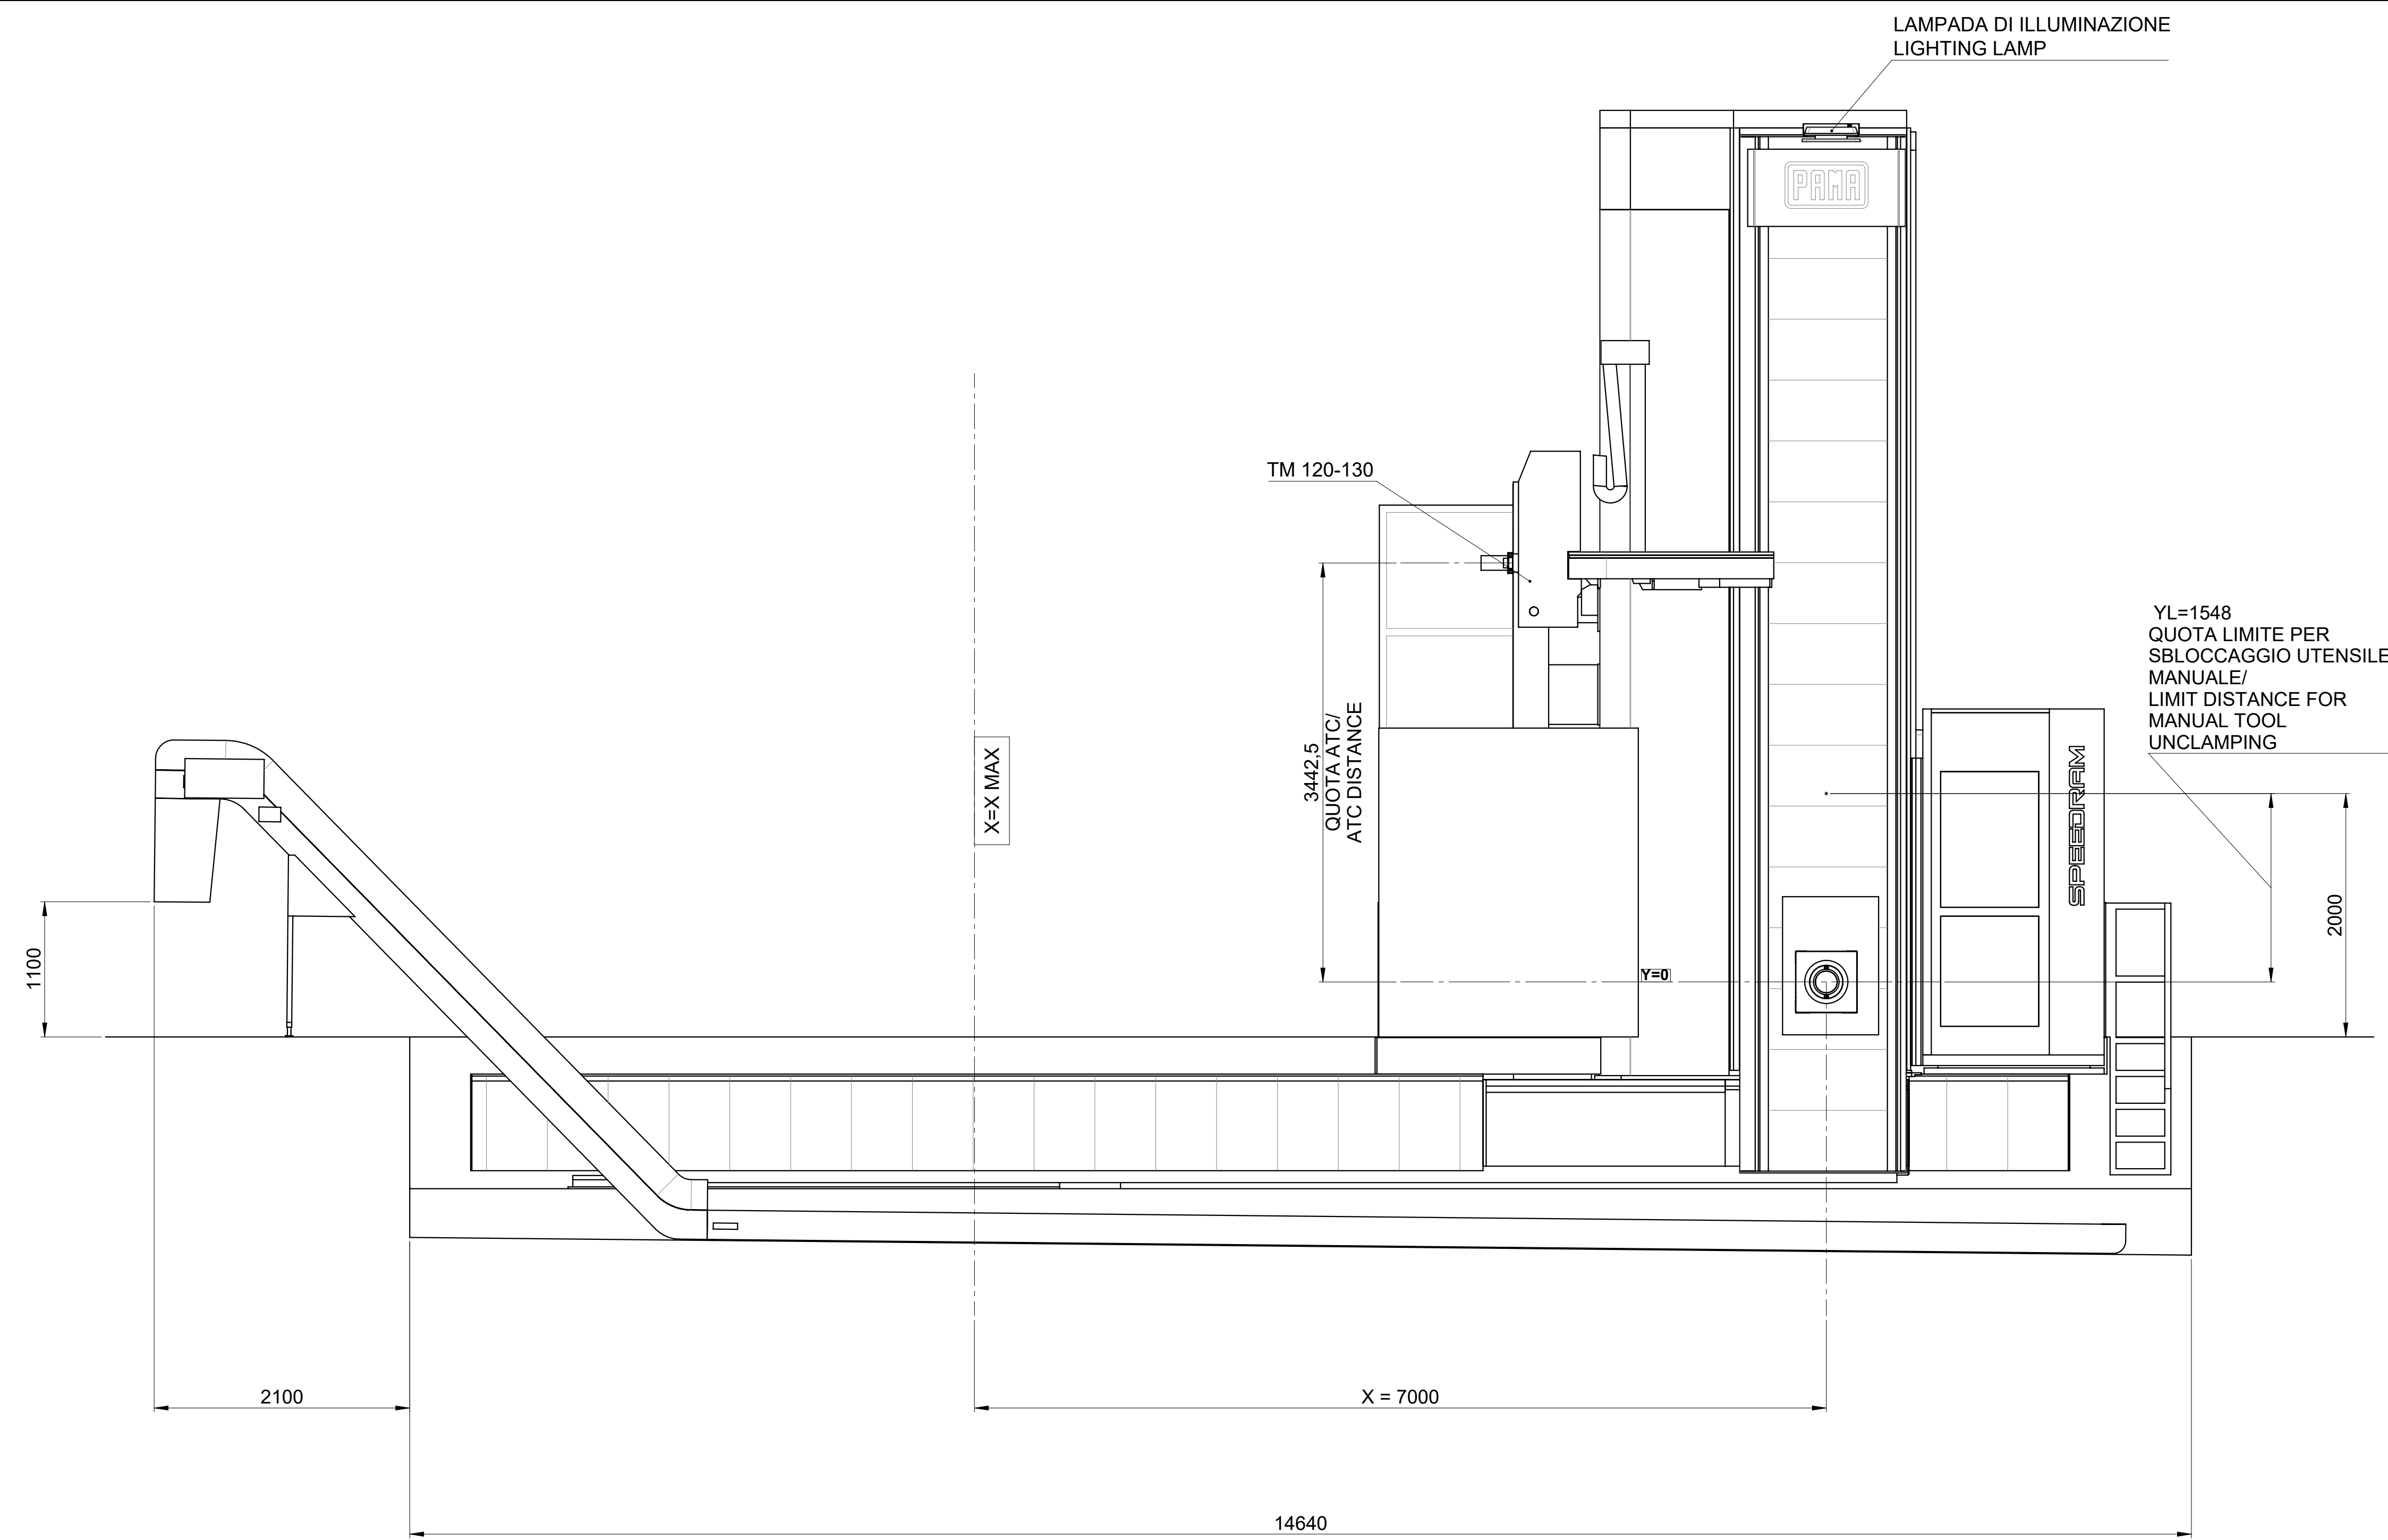 LAMPADA DI ILLUMINAZIONE
LIGHTING LAMP
PAMA
TM 120-130
YL=1548
QUOTA LIMITE PER
SBLOCCAGGIO UTENSILE
MANUALE/
LIMIT DISTANCE FOR
MANUAL TOOL
UNCLAMPING
X=X MAX
3442,5
QUOTA ATC/
ATC DISTANCE
SPEEDRAM
2000
1100
Y=0
2100
X = 7000
14640